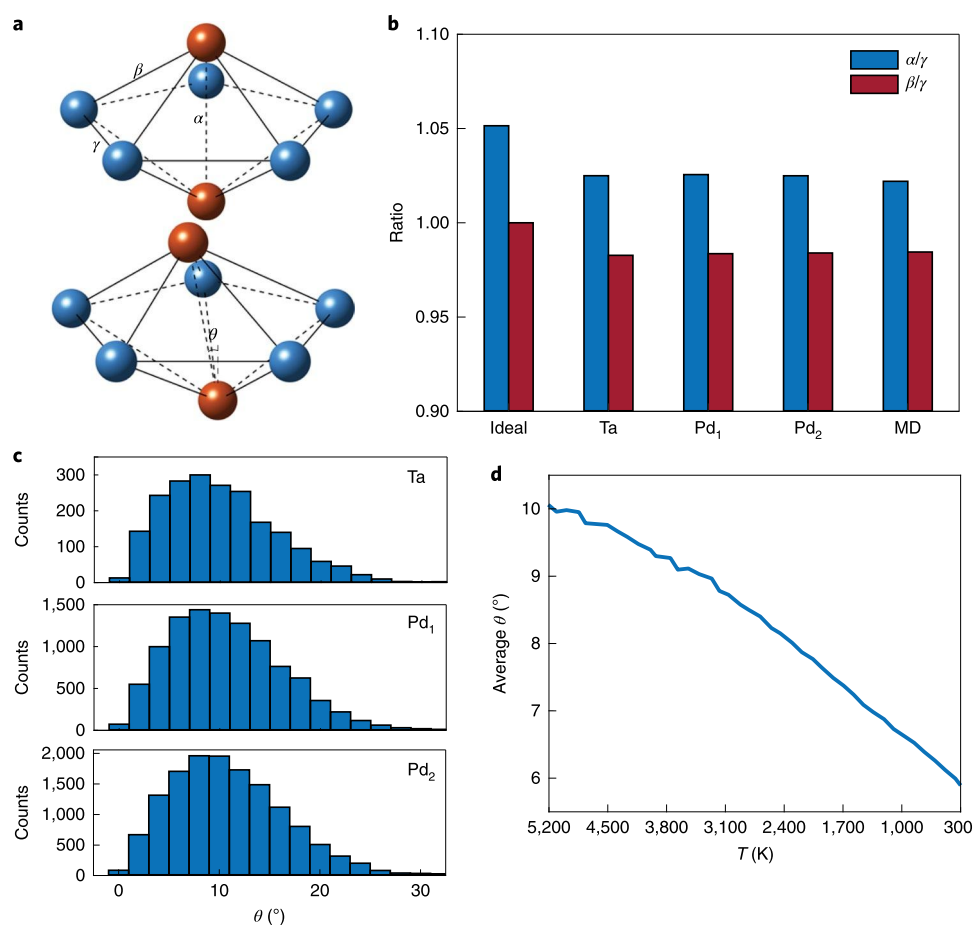 a
β
α
γ
θ
b
1.10
1.05
1.00
0.95
0.90
Ratio
α/γ
β/γ
Ideal Ta Pd₁ Pd₂ MD
c
300
200
100
0
Counts
Ta
1,500
1,000
500
0
Counts
Pd₁
2,000
1,500
1,000
500
0
Counts
Pd₂
0 10 20 30
θ (°)
d
10
9
8
7
6
Average θ (°)
5,200 4,500 3,800 3,100 2,400 1,700 1,000 300
T (K)